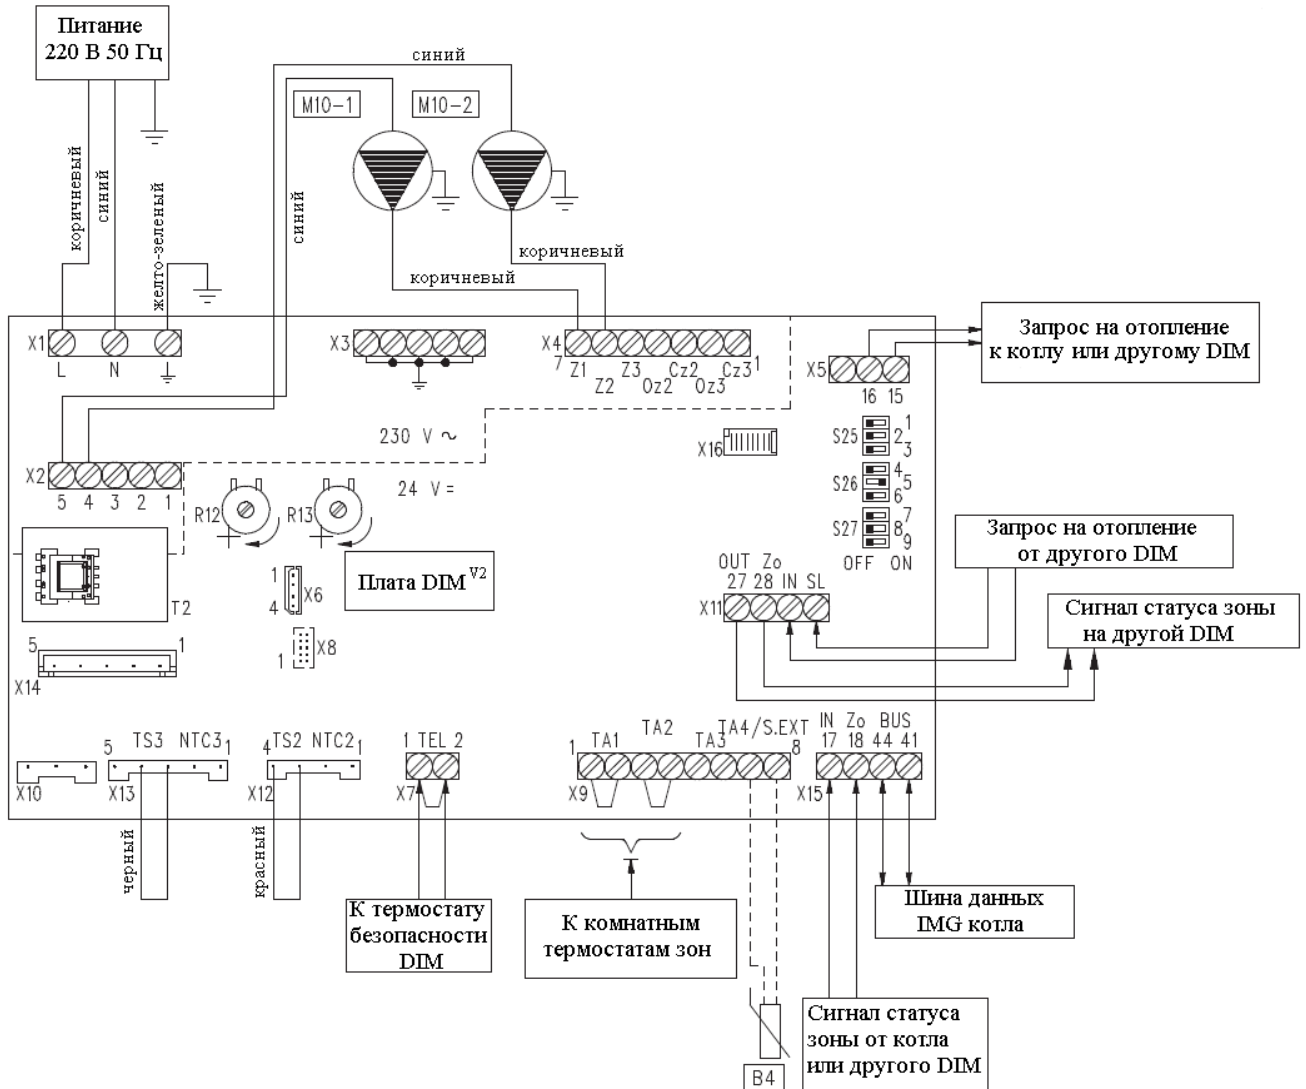 Питание
220 В 50 Гц
синий
M10-1
M10-2
коричневый
синий
желто-зеленый
синий
коричневый
коричневый
X1
L
N
X3
X4
7
Z1
Z2
Z3
Oz2
Cz2
Oz3
Cz3
1
X5
16
15
Запрос на отопление
к котлу или другому DIM
230 V ~
24 V =
X16
S25
1
2
3
S26
4
5
6
S27
7
8
9
OFF
ON
X2
5
4
3
2
1
R12
R13
+
+
Плата DIM V2
1
4
X6
1
X8
T2
5
1
X14
OUT Zo
27 28 IN SL
X11
Запрос на отопление
от другого DIM
Сигнал статуса зоны
на другой DIM
X10
5
TS3
NTC3
1
X13
4
TS2
NTC2
1
X12
1 TEL 2
X7
1
TA1
TA2
TA3
TA4/S.EXT
8
X9
IN Zo BUS
17 18 44 41
X15
черный
красный
К термостату
безопасности
DIM
К комнатным
термостатам зон
Шина данных
IMG котла
B4
Сигнал статуса
зоны от котла
или другого DIM